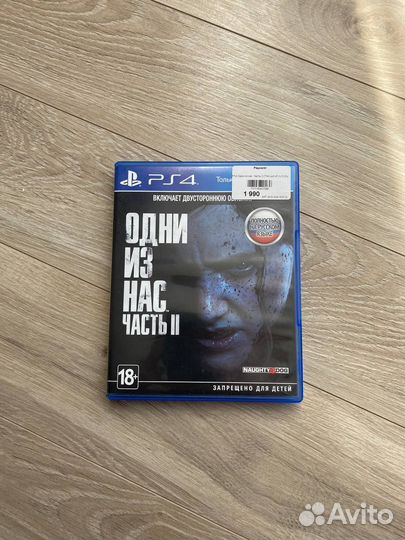 PS4
Только
1 990
ВКЛЮЧАЕТ ДВУСТОРОННЮЮ
ОДНИ
ИЗ
НАС
ЧАСТЬ II
ПОЛНОСТЬЮ
НА РУССКОМ
ЯЗЫКЕ
18+
NAUGHTY DOG
ЗАПРЕЩЕНО ДЛЯ ДЕТЕЙ
Avito